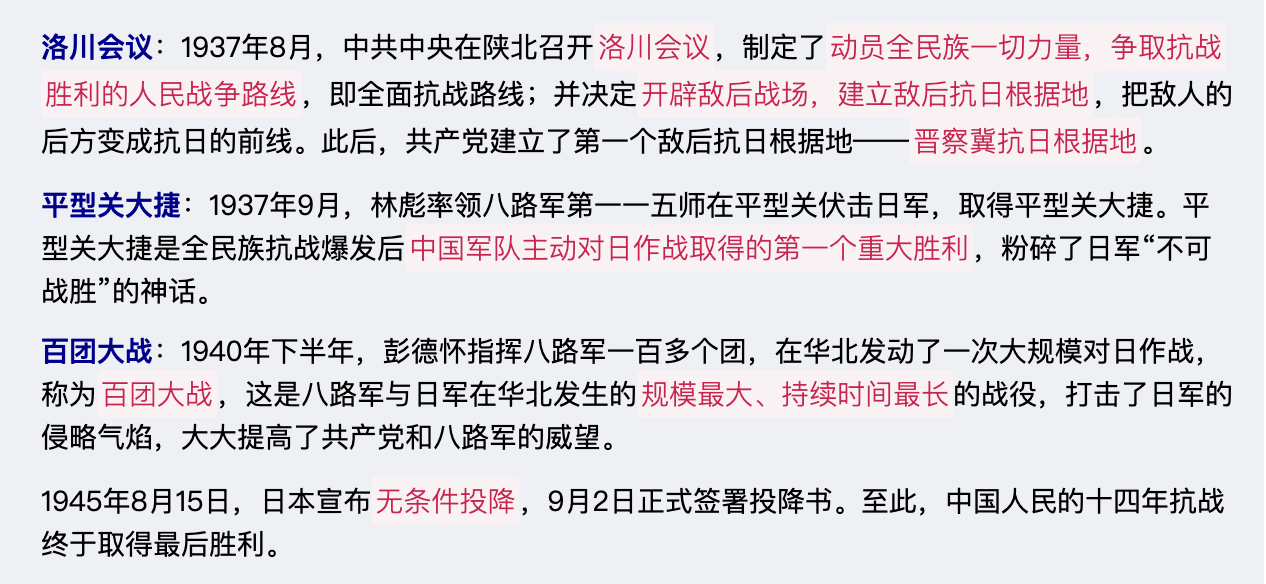 洛川会议：1937年8月，中共中央在陕北召开洛川会议，制定了动员全民族一切力量，争取抗战
胜利的人民战争路线，即全面抗战路线；并决定开辟敌后战场，建立敌后抗日根据地，把敌人的
后方变成抗日的前线。此后，共产党建立了第一个敌后抗日根据地——晋察冀抗日根据地。
平型关大捷：1937年9月，林彪率领八路军第一一五师在平型关伏击日军，取得平型关大捷。平
型关大捷是全民族抗战爆发后中国军队主动对日作战取得的第一个重大胜利，粉碎了日军“不可
战胜”的神话。
百团大战：1940年下半年，彭德怀指挥八路军一百多个团，在华北发动了一次大规模对日作战，
称为百团大战，这是八路军与日军在华北发生的规模最大、持续时间最长的战役，打击了日军的
侵略气焰，大大提高了共产党和八路军的威望。
1945年8月15日，日本宣布无条件投降，9月2日正式签署投降书。至此，中国人民的十四年抗战
终于取得最后胜利。